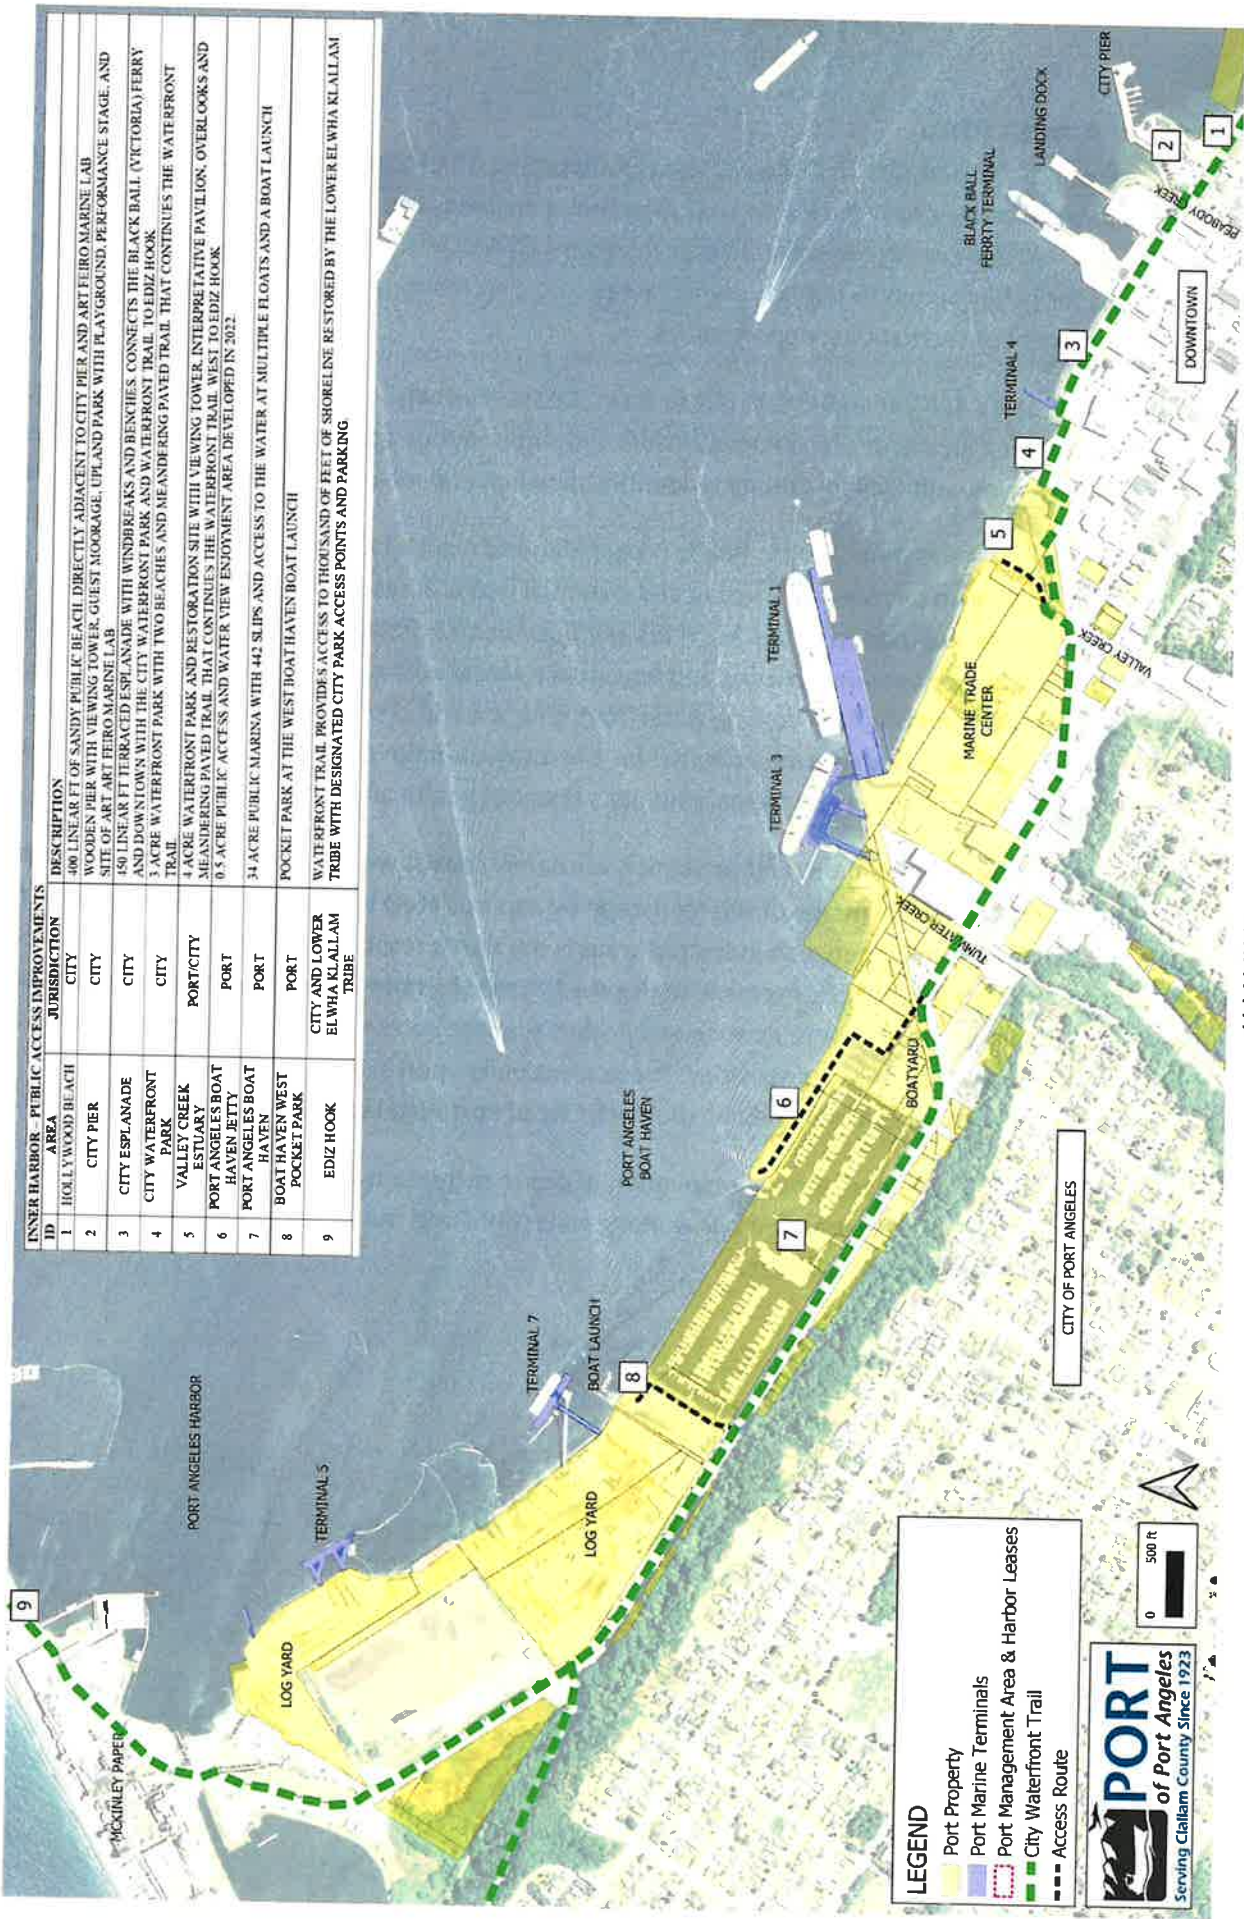 INNER HARBOR - PUBLIC ACCESS IMPROVEMENTS
ID AREA JURISDICTION DESCRIPTION
1 HOLLYWOOD BEACH CITY 400 LINEAR FT OF SANDY PUBLIC BEACH, DIRECTLY ADJACENT TO CITY PIER AND ART FEIRO MARINE LAB
2 CITY PIER CITY WOODEN PIER WITH VIEWING TOWER, GUEST MOORAGE, UPLAND PARK WITH PLAYGROUND, PERFORMANCE STAGE, AND
SITE OF ART ART FEIRO MARINE LAB
3 CITY ESPLANADE CITY 450 LINEAR FT TERRACED ESPLANADE WITH WINDBREAKS AND BENCHES. CONNECTS THE BLACK BALL (VICTORIA) FERRY
AND DOWNTOWN WITH THE CITY WATERFRONT PARK AND WATERFRONT TRAIL TO EDIZ HOOK
4 CITY WATERFRONT
PARK CITY 3 ACRE WATERFRONT PARK WITH TWO BEACHES AND MEANDERING PAVED TRAIL THAT CONTINUES THE WATERFRONT
TRAIL
5 VALLEY CREEK
ESTUARY PORT/CITY 4 ACRE WATERFRONT PARK AND RESTORATION SITE WITH VIEWING TOWER, INTERPRETATIVE PAVILION, OVERLOOKS AND
MEANDERING PAVED TRAIL THAT CONTINUES THE WATERFRONT TRAIL WEST TO EDIZ HOOK
6 PORT ANGELES BOAT
HAVEN JETTY PORT 0.5 ACRE PUBLIC ACCESS AND WATER VIEW ENJOYMENT AREA DEVELOPED IN 2022
7 PORT ANGELES BOAT
HAVEN PORT 34 ACRE PUBLIC MARINA WITH 442 SLIPS AND ACCESS TO THE WATER AT MULTIPLE FLOATS AND A BOAT LAUNCH
8 BOAT HAVEN WEST
POCKET PARK PORT POCKET PARK AT THE WEST BOAT HAVEN BOAT LAUNCH
9 EDIZ HOOK CITY AND LOWER
ELWHA KLALLAM
TRIBE WATERFRONT TRAIL PROVIDES ACCESS TO THOUSAND OF FEET OF SHORELINE RESTORED BY THE LOWER ELWHA KLALLAM
TRIBE WITH DESIGNATED CITY PARK ACCESS POINTS AND PARKING.
9
MCKINLEY PAPER
PORT ANGELES HARBOR
LOG YARD
TERMINAL 5
LOG YARD
TERMINAL 7
BOAT LAUNCH
8
PORT ANGELES
BOAT HAVEN
7
6
BOATYARD
TUMWATER CREEK
TERMINAL 3
TERMINAL 1
MARINE TRADE
CENTER
VALLEY CREEK
5
4
TERMINAL 4
3
BLACK BALL
FERRTY TERMINAL
LANDING DOCK
CITY PIER
2
1
PEABODY CREEK
DOWNTOWN
CITY OF PORT ANGELES
LEGEND
Port Property
Port Marine Terminals
Port Management Area & Harbor Leases
City Waterfront Trail
Access Route
PORT
of Port Angeles
Serving Clallam County Since 1923
0 500 ft